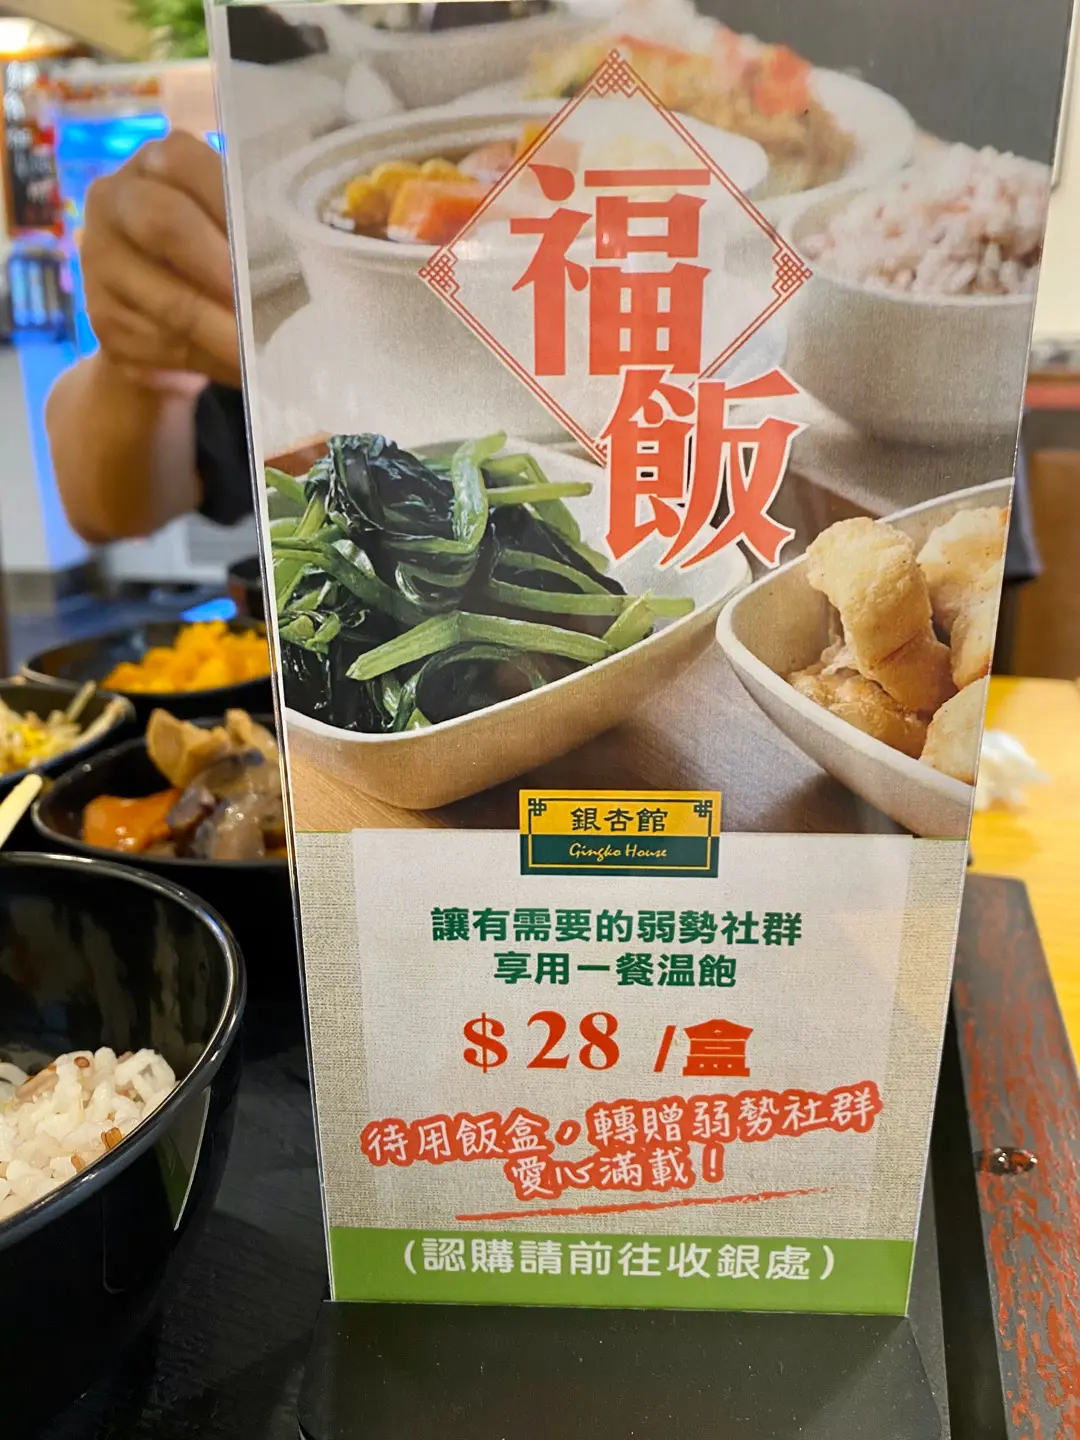 福
飯
銀杏館
Gingko House
讓有需要的弱勢社群
享用一餐温飽
$28 /盒
待用飯盒，轉贈弱勢社群
愛心滿載！
(認購請前往收銀處)